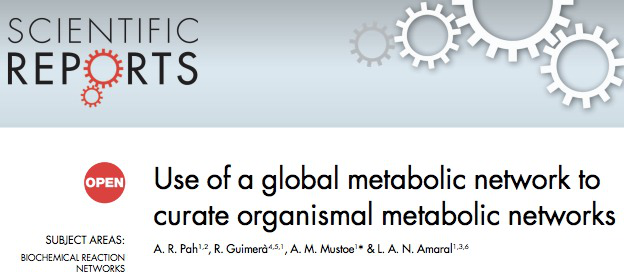 SCIENTIFIC
REPORTS
OPEN
SUBJECT AREAS:
BIOCHEMICAL REACTION
NETWORKS
Use of a global metabolic network to
curate organismal metabolic networks
A. R. Pah1,2, R. Guimerà4,5,1, A. M. Mustoe1* & L. A. N. Amaral1,3,6